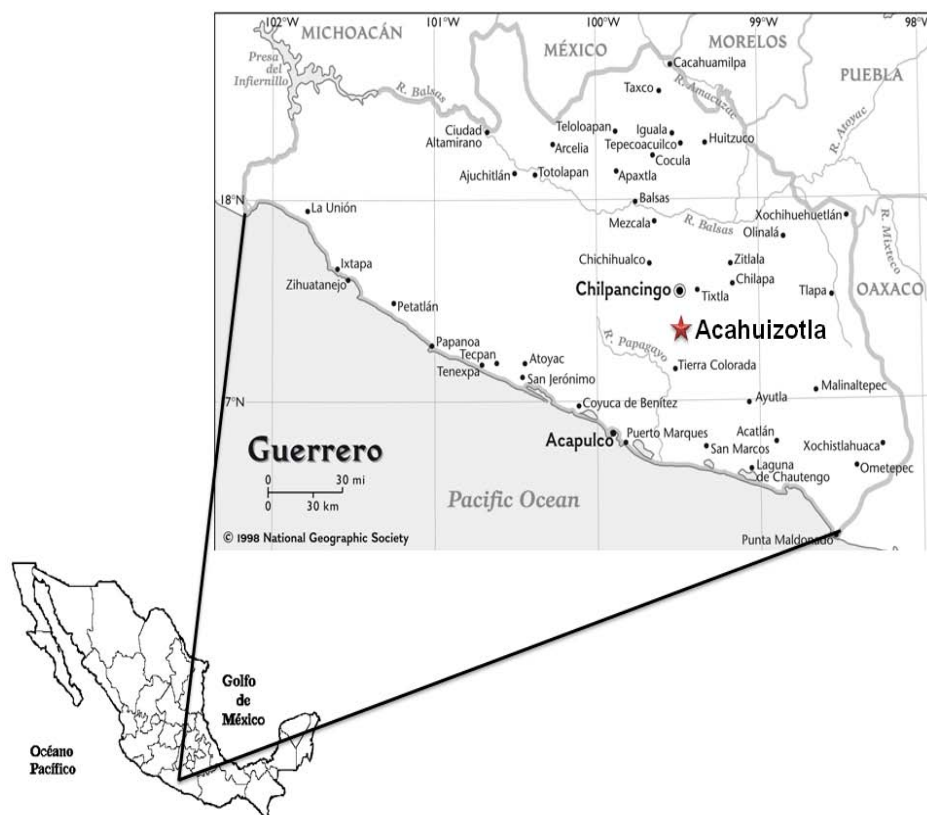 102°W
101°W
100°W
99°W
98°W
MICHOACÁN
MÉXICO
MORELOS
PUEBLA
Presa
del
Infiernillo
R. Balsas
Cacahuamilpa
R. Amacuzac
Taxco
R. Atoyac
Ciudad
Altamirano
Teloloapan
Iguala
Huitzuco
Arcelia
Tepecoacuilco
Cocula
Ajuchitlán
Totolapan
Apaxtla
18°N
La Unión
Balsas
Xochihuehuetlán
Mezcala
R. Balsas
Olinalá
R. Mixteco
Ixtapa
Chichihualco
Zitlala
Zihuatanejo
Chilapa
Chilpancingo
Tixtla
Tlapa
OAXACO
Petatlán
Acahuizotla
R. Papagayo
Papanoa
Tecpan
Atoyac
Tierra Colorada
Tenexpa
San Jerónimo
Malinaltepec
7°N
Coyuca de Benítez
Ayutla
Guerrero
Acapulco
Puerto Marques
Acatlán
San Marcos
Xochistlahuaca
0 30 mi
0 30 km
Laguna
de Chautengo
Ometepec
Pacific Ocean
© 1998 National Geographic Society
Punta Maldonado
Golfo
de
México
Océano
Pacífico